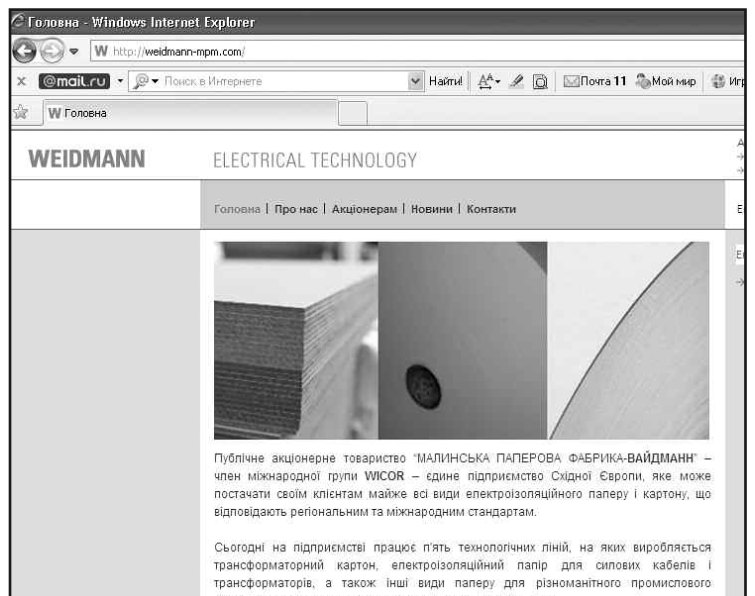 Головна - Windows Internet Explorer
W http://weidmann-mpm.com/
x @mail.ru Поиск в Интернете Найти! Почта 11 Мой мир
W Головна
WEIDMANN ELECTRICAL TECHNOLOGY
Головна | Про нас | Акціонерам | Новини | Контакти
Публічне акціонерне товариство "МАЛИНСЬКА ПАПЕРОВА ФАБРИКА-ВАЙДМАНН" –
член міжнародної групи WICOR – єдине підприємство Східної Європи, яке може
постачати своїм клієнтам майже всі види електроізоляційного паперу і картону, що
відповідають регіональним та міжнародним стандартам.
Сьогодні на підприємстві працює п'ять технологічних ліній, на яких виробляється
трансформаторний картон, електроізоляційний папір для силових кабелів і
трансформаторів, а також інші види паперу для різноманітного промислового